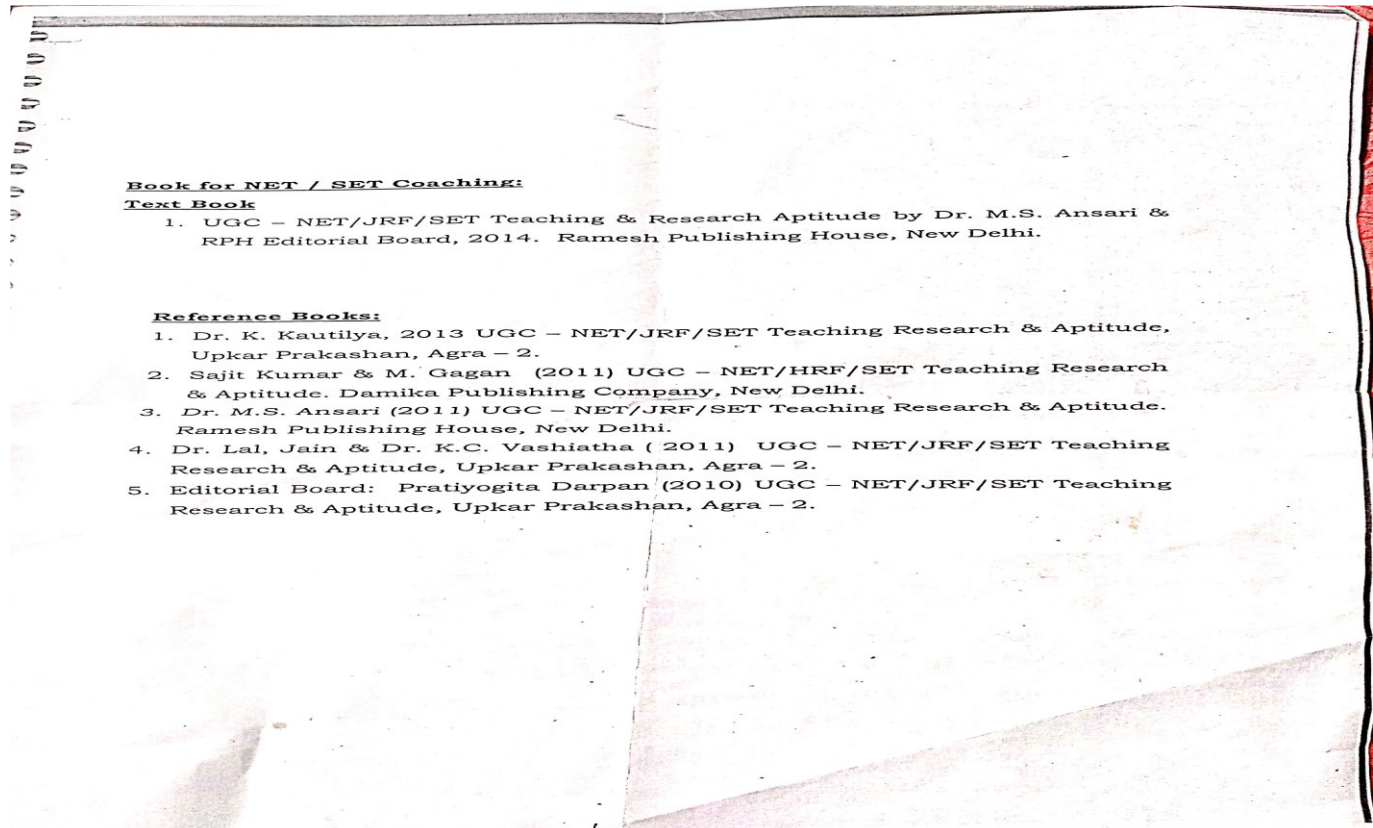 Book for NET / SET Coaching:
Text Book
1. UGC – NET/JRF/SET Teaching & Research Aptitude by Dr. M.S. Ansari &
RPH Editorial Board, 2014. Ramesh Publishing House, New Delhi.
Reference Books:
1. Dr. K. Kautilya, 2013 UGC – NET/JRF/SET Teaching Research & Aptitude,
Upkar Prakashan, Agra – 2.
2. Sajit Kumar & M. Gagan (2011) UGC – NET/HRF/SET Teaching Research
& Aptitude. Damika Publishing Company, New Delhi.
3. Dr. M.S. Ansari (2011) UGC – NET/JRF/SET Teaching Research & Aptitude.
Ramesh Publishing House, New Delhi.
4. Dr. Lal, Jain & Dr. K.C. Vashiatha ( 2011) UGC – NET/JRF/SET Teaching
Research & Aptitude, Upkar Prakashan, Agra – 2.
5. Editorial Board: Pratiyogita Darpan (2010) UGC – NET/JRF/SET Teaching
Research & Aptitude, Upkar Prakashan, Agra – 2.